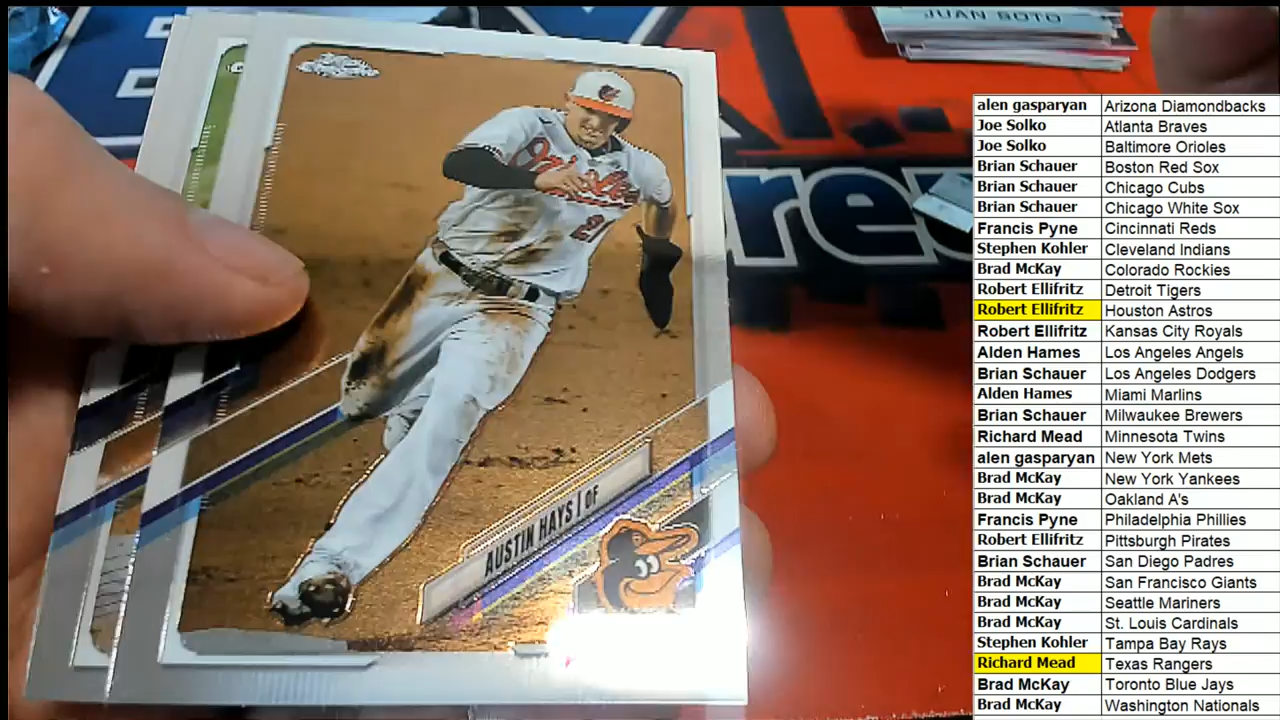 JUAN SOTO
Orioles
21
AUSTIN HAYS | OF
re
alen gasparyan Arizona Diamondbacks
Joe Solko Atlanta Braves
Joe Solko Baltimore Orioles
Brian Schauer Boston Red Sox
Brian Schauer Chicago Cubs
Brian Schauer Chicago White Sox
Francis Pyne Cincinnati Reds
Stephen Kohler Cleveland Indians
Brad McKay Colorado Rockies
Robert Ellifritz Detroit Tigers
Robert Ellifritz Houston Astros
Robert Ellifritz Kansas City Royals
Alden Hames Los Angeles Angels
Brian Schauer Los Angeles Dodgers
Alden Hames Miami Marlins
Brian Schauer Milwaukee Brewers
Richard Mead Minnesota Twins
alen gasparyan New York Mets
Brad McKay New York Yankees
Brad McKay Oakland A's
Francis Pyne Philadelphia Phillies
Robert Ellifritz Pittsburgh Pirates
Brian Schauer San Diego Padres
Brad McKay San Francisco Giants
Brad McKay Seattle Mariners
Brad McKay St. Louis Cardinals
Stephen Kohler Tampa Bay Rays
Richard Mead Texas Rangers
Brad McKay Toronto Blue Jays
Brad McKay Washington Nationals